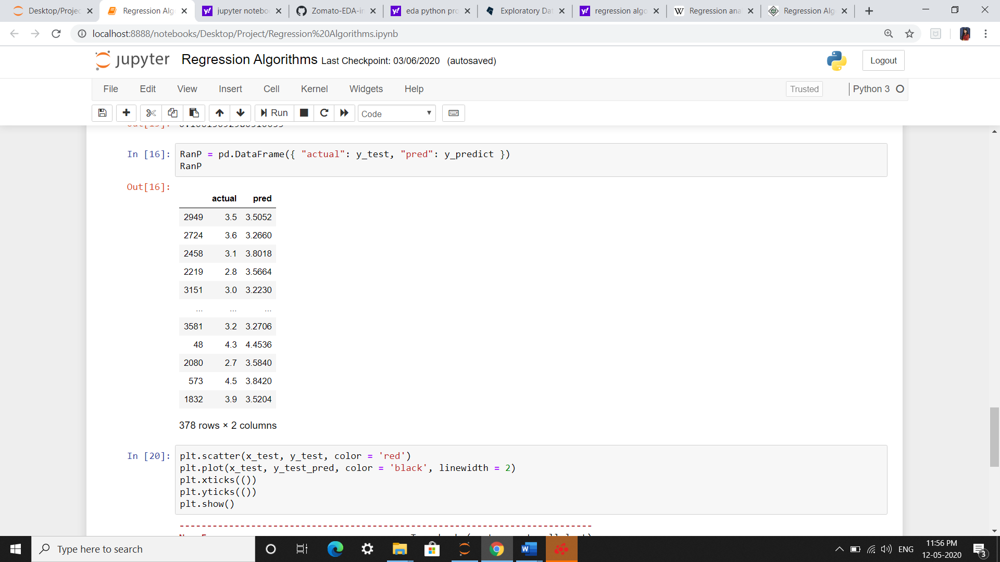 Desktop/Projec
Regression Alg
jupyter notebo
Zomato-EDA-in
eda python pro
Exploratory Dat
regression algo
W Regression ana
Regression Alg
localhost:8888/notebooks/Desktop/Project/Regression%20Algorithms.ipynb
jupyter Regression Algorithms Last Checkpoint: 03/06/2020 (autosaved)
Logout
File Edit View Insert Cell Kernel Widgets Help
Trusted
Python 3
Run
Code
In [16]: RanP = pd.DataFrame({ "actual": y_test, "pred": y_predict })
RanP
Out[16]:
actual pred
2949 3.5 3.5052
2724 3.6 3.2660
2458 3.1 3.8018
2219 2.8 3.5664
3151 3.0 3.2230
... ... ...
3581 3.2 3.2706
48 4.3 4.4536
2080 2.7 3.5840
573 4.5 3.8420
1832 3.9 3.5204
378 rows × 2 columns
In [20]: plt.scatter(x_test, y_test, color = 'red')
plt.plot(x_test, y_test_pred, color = 'black', linewidth = 2)
plt.xticks(())
plt.yticks(())
plt.show()
---------------------------------------------------------------------------
Type here to search
ENG
11:56 PM
12-05-2020
3